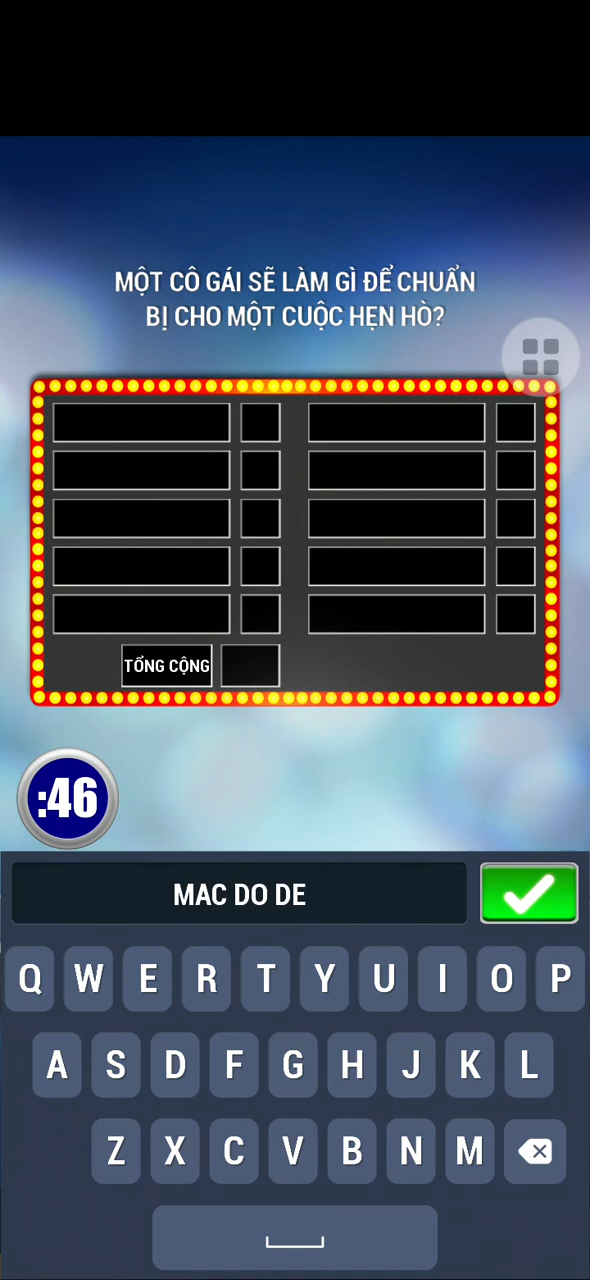 MỘT CÔ GÁI SẼ LÀM GÌ ĐỂ CHUẨN
BỊ CHO MỘT CUỘC HẸN HÒ?
TỔNG CỘNG
:46
MAC DO DE
Q W E R T Y U I O P
A S D F G H J K L
Z X C V B N M